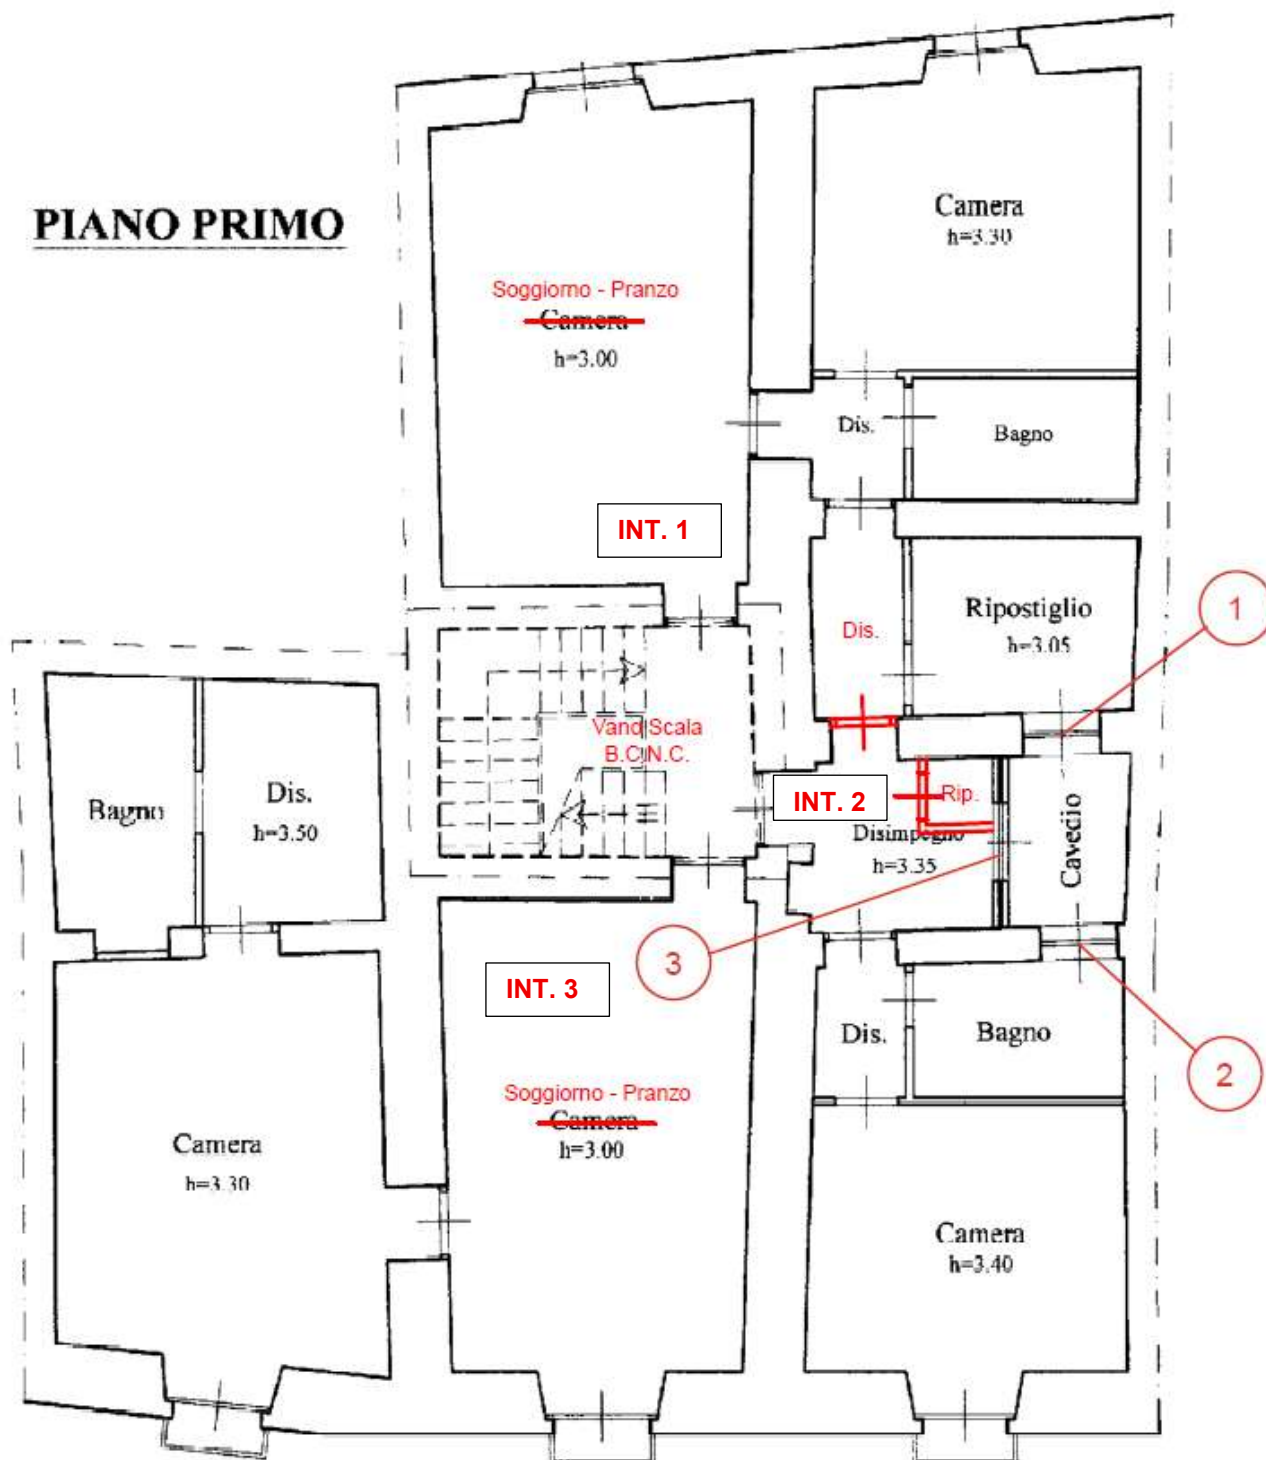 PIANO PRIMO
Camera
h=3.30
Soggiorno - Pranzo
Camera
h=3.00
Dis.
Bagno
INT. 1
Ripostiglio
h=3.05
1
Dis.
Vano Scala
B.C.N.C.
Bagno
Dis.
h=3.50
INT. 2
Rip.
Disimpegno
h=3.35
Cavedio
3
INT. 3
Dis.
Bagno
2
Soggiorno - Pranzo
Camera
h=3.00
Camera
h=3.30
Camera
h=3.40